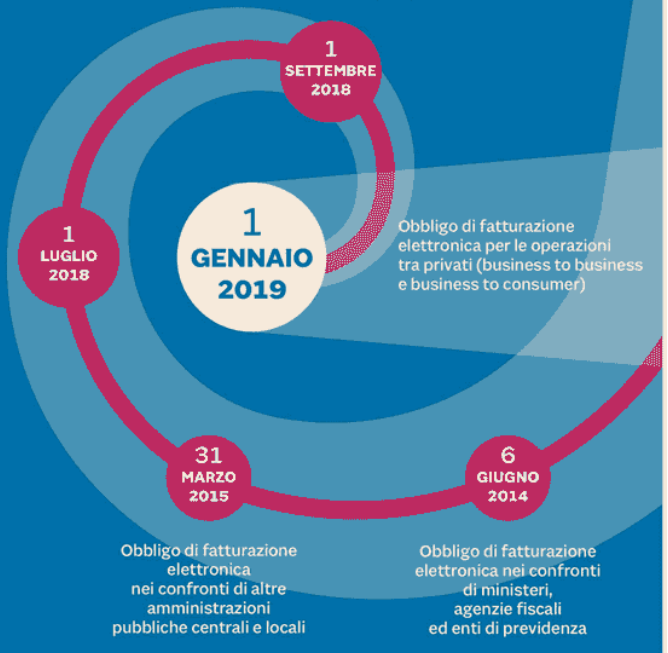 1
SETTEMBRE
2018
1
GENNAIO
2019
Obbligo di fatturazione
elettronica per le operazioni
tra privati (business to business
e business to consumer)
1
LUGLIO
2018
31
MARZO
2015
Obbligo di fatturazione
elettronica
nei confronti di altre
amministrazioni
pubbliche centrali e locali
6
GIUGNO
2014
Obbligo di fatturazione
elettronica nei confronti
di ministeri,
agenzie fiscali
ed enti di previdenza